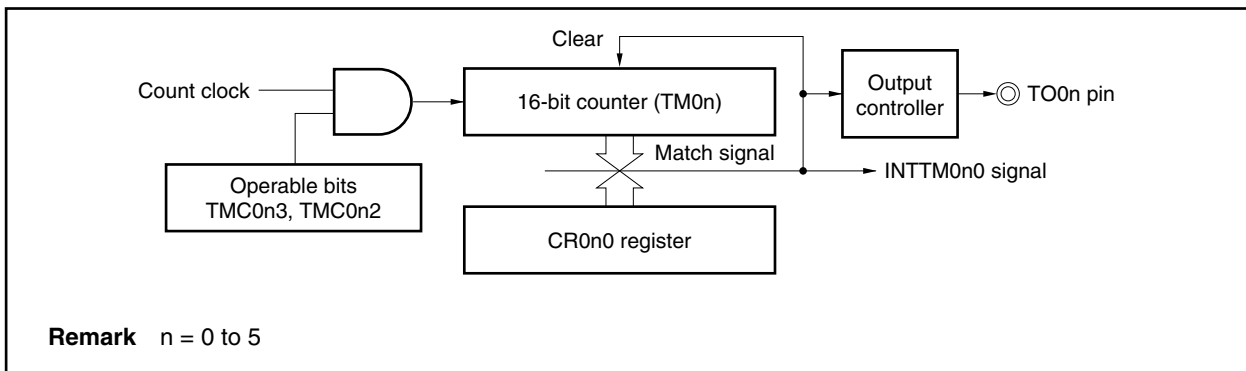 Clear
Count clock
16-bit counter (TM0n)
Output
controller
TO0n pin
Match signal
INTTM0n0 signal
Operable bits
TMC0n3, TMC0n2
CR0n0 register
Remark n = 0 to 5